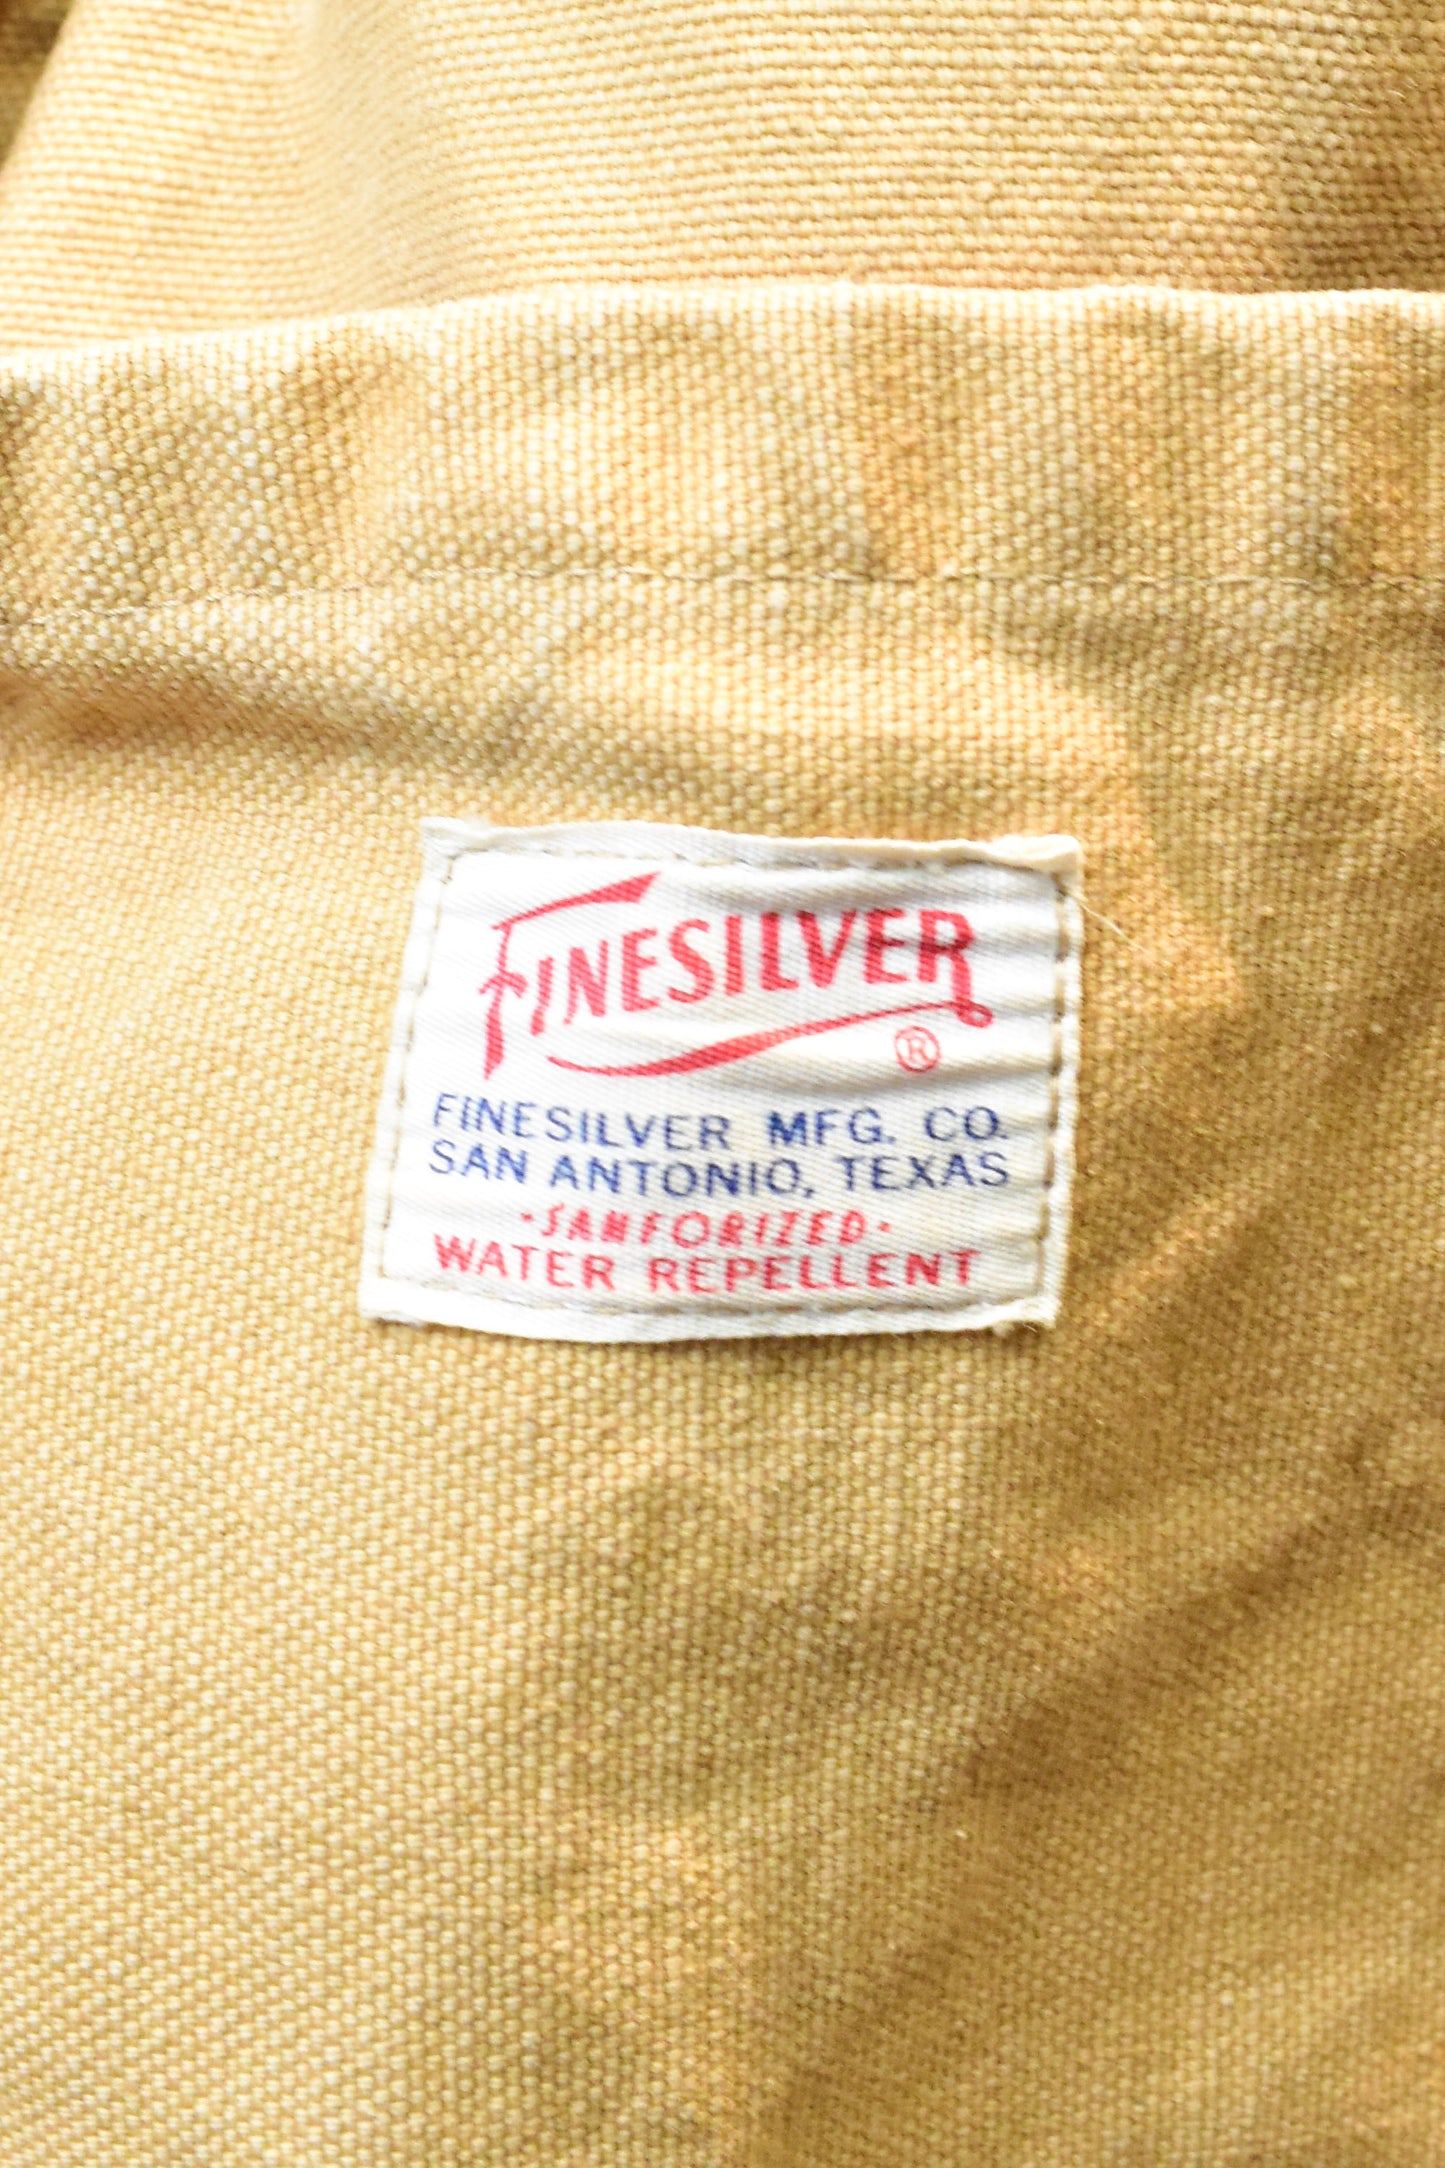 FINESILVER
®
FINESILVER MFG. CO.
SAN ANTONIO, TEXAS
·SANFORIZED·
WATER REPELLENT